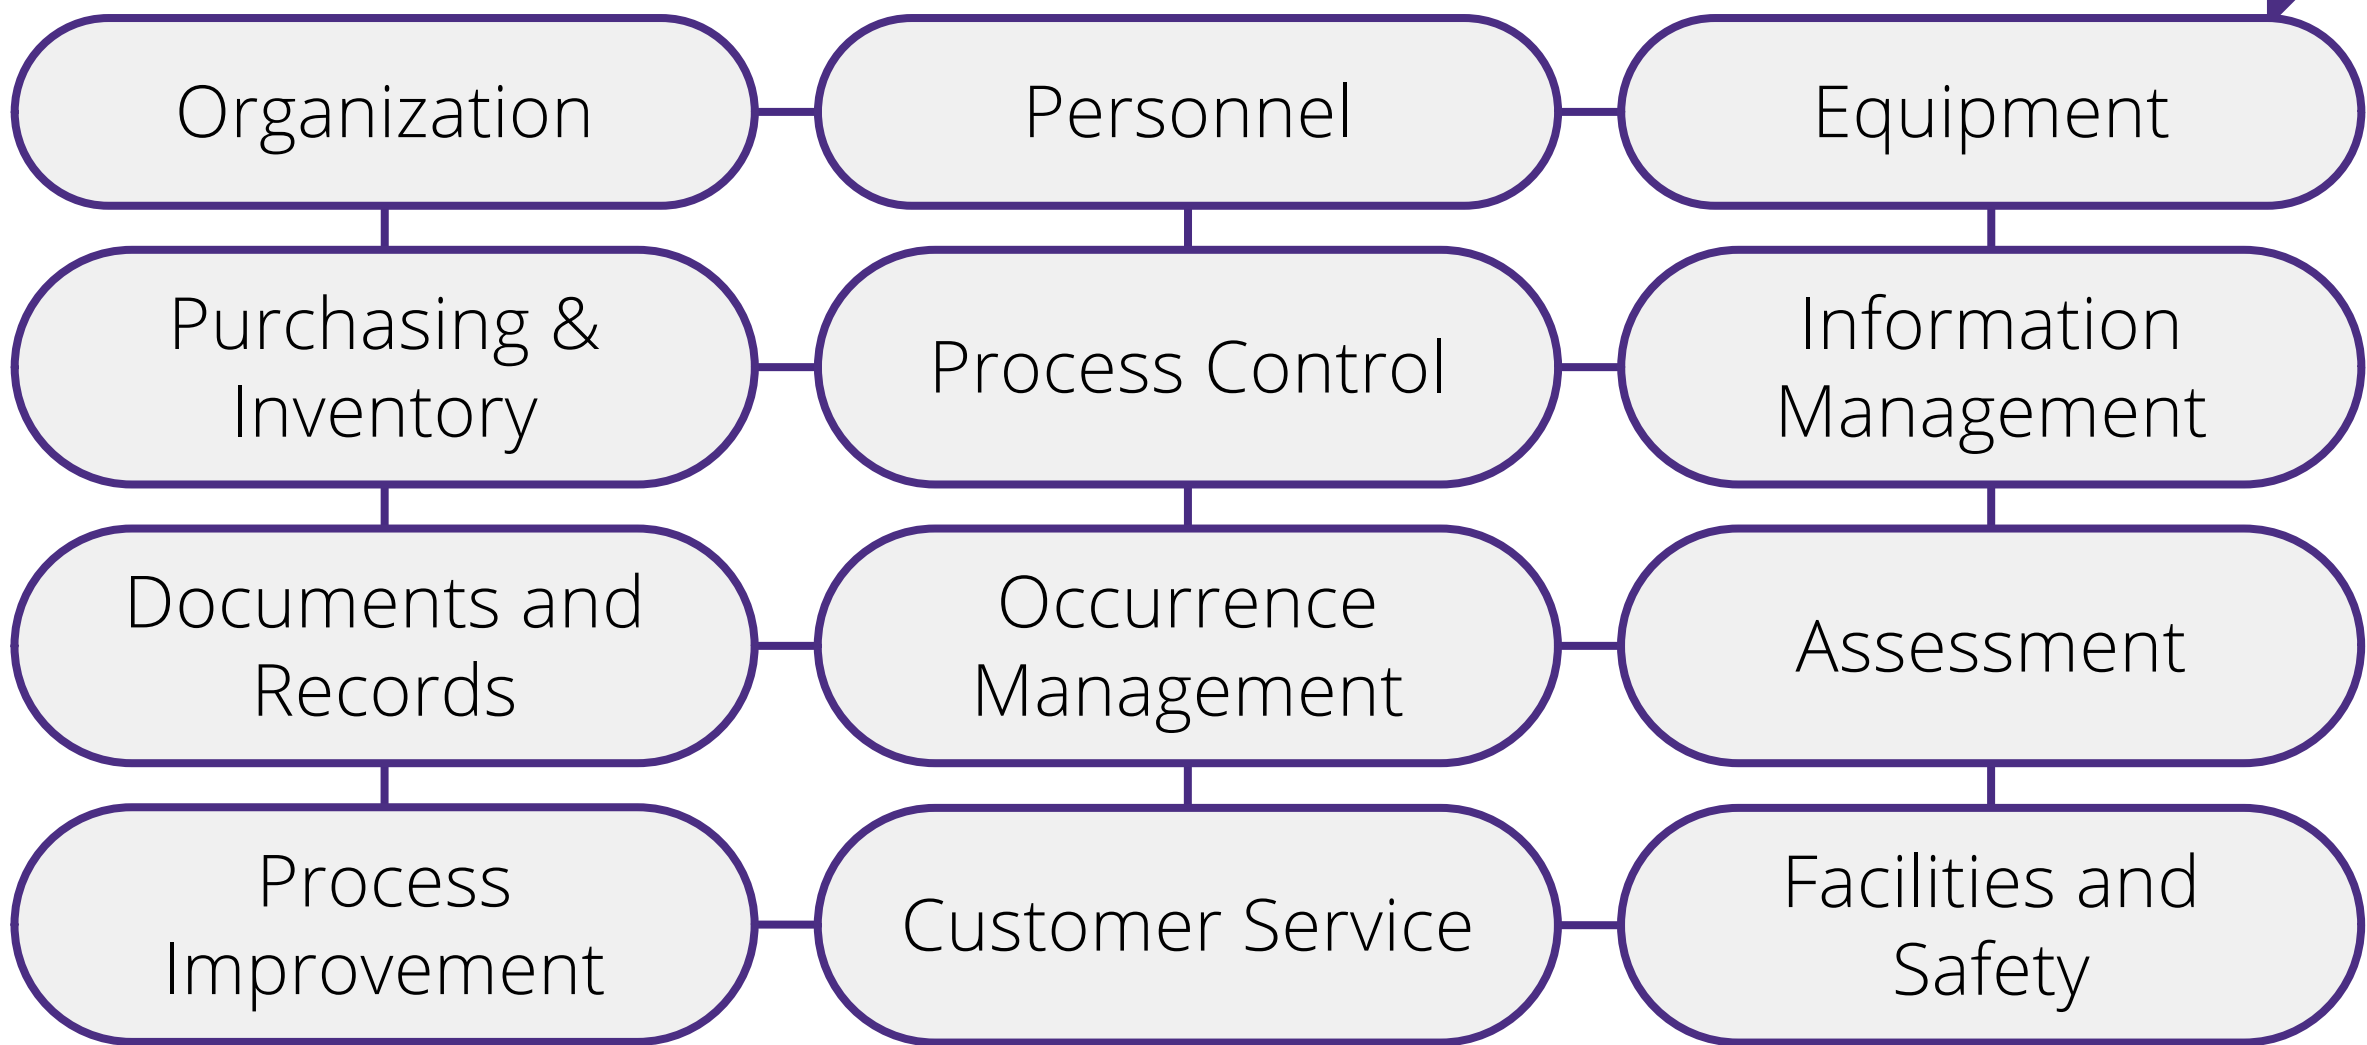 Organization
Personnel
Equipment
Purchasing &
Inventory
Process Control
Information
Management
Documents and
Records
Occurrence
Management
Assessment
Process
Improvement
Customer Service
Facilities and
Safety